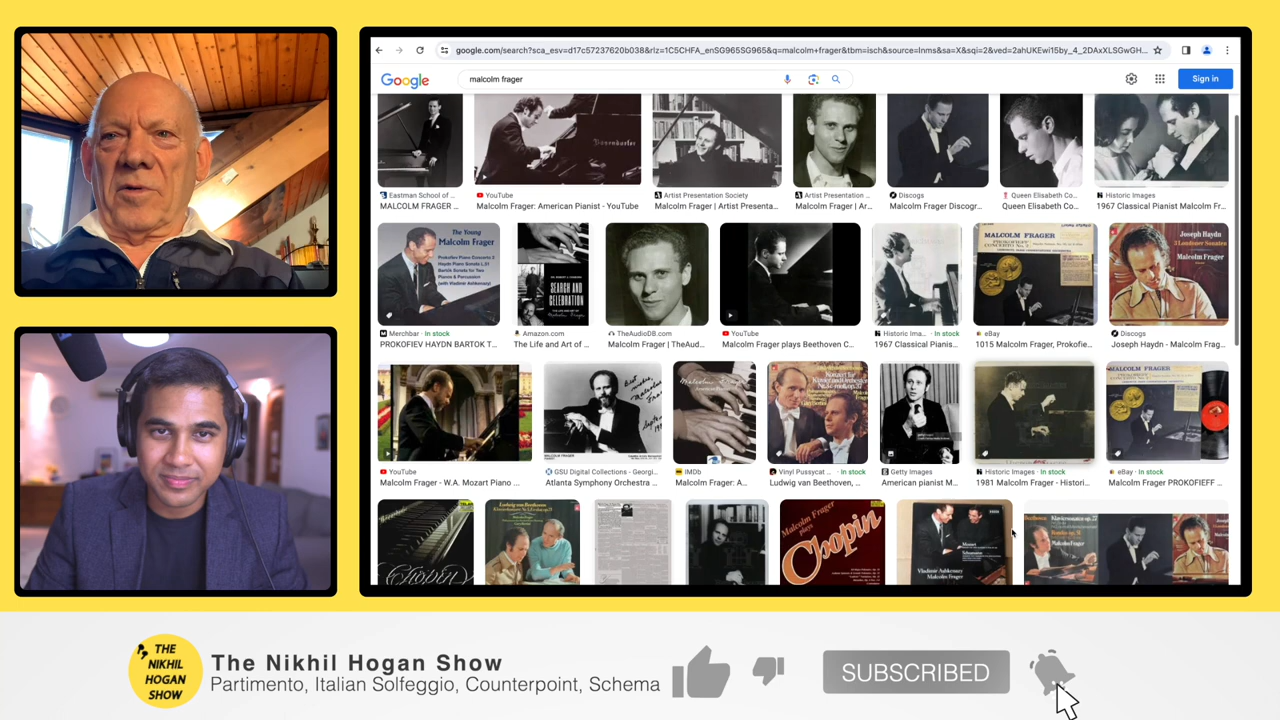 google.com/search?sca_esv=d17c57237620b038&rlz=1C5CHFA_enSG965SG965&q=malcolm+frager&tbm=isch&source=lnms&sa=X&sqi=2&ved=2ahUKEwi15by_4_2DAxXLSGwGH...
Google
malcolm frager
Sign in
Eastman School of ...
MALCOLM FRAGER ...
YouTube
Malcolm Frager: American Pianist - YouTube
Artist Presentation Society
Malcolm Frager | Artist Presenta...
Artist Presentation ...
Malcolm Frager | Ar...
Discogs
Malcolm Frager Discogr...
Queen Elisabeth Co...
Queen Elisabeth Co...
Historic Images
1967 Classical Pianist Malcolm Fr...
The Young
Malcolm Frager
SEARCH AND
CELEBRATION
MALCOLM FRAGER
Joseph Haydn
Malcolm Frager
Merchbar · In stock
PROKOFIEV HAYDN BARTOK T...
Amazon.com
The Life and Art of ...
TheAudioDB.com
Malcolm Frager | TheAud...
YouTube
Malcolm Frager plays Beethoven C...
Historic Ima... · In stock
1967 Classical Pianis...
eBay
1015 Malcolm Frager, Prokofie...
Discogs
Joseph Haydn - Malcolm Frag...
MALCOLM FRAGER
YouTube
Malcolm Frager - W.A. Mozart Piano ...
GSU Digital Collections - Georgi...
Atlanta Symphony Orchestra ...
IMDb
Malcolm Frager: A...
Vinyl Pussycat ... · In stock
Ludwig van Beethoven, ...
Getty Images
American pianist M...
Historic Images · In stock
1981 Malcolm Frager - Histori...
eBay · In stock
Malcolm Frager PROKOFIEFF ...
Malcolm Frager
plays
Chopin
THE
NIKHIL
HOGAN
SHOW
The Nikhil Hogan Show
Partimento, Italian Solfeggio, Counterpoint, Schema
SUBSCRIBED